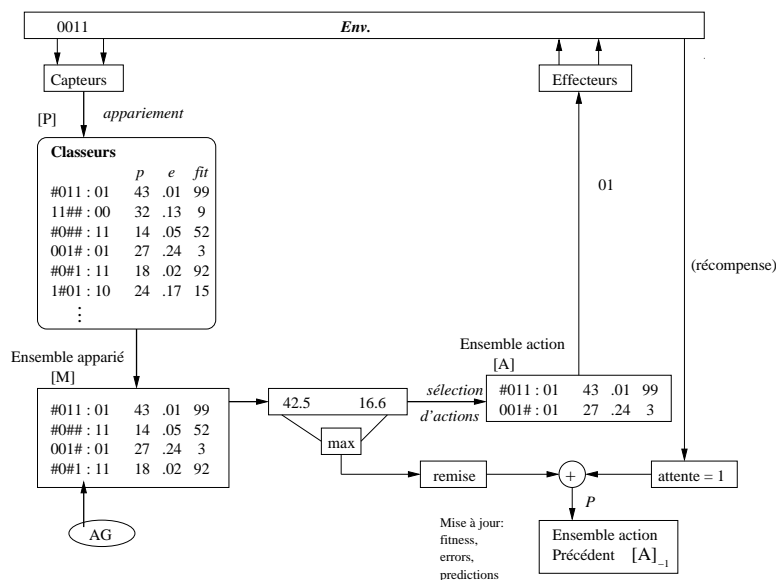 0011
Env.
Capteurs
Effecteurs
appariement
[P]
Classeurs
p e fit
#011 : 01 43 .01 99
11## : 00 32 .13 9
#0## : 11 14 .05 52
001# : 01 27 .24 3
#0#1 : 11 18 .02 92
1#01 : 10 24 .17 15
⋮
01
(récompense)
Ensemble apparié
[M]
#011 : 01 43 .01 99
#0## : 11 14 .05 52
001# : 01 27 .24 3
#0#1 : 11 18 .02 92
42.5 16.6
sélection
d'actions
Ensemble action
[A]
#011 : 01 43 .01 99
001# : 01 27 .24 3
max
remise
+
attente = 1
P
AG
Mise à jour:
fitness,
errors,
predictions
Ensemble action
Précédent [A]₋₁